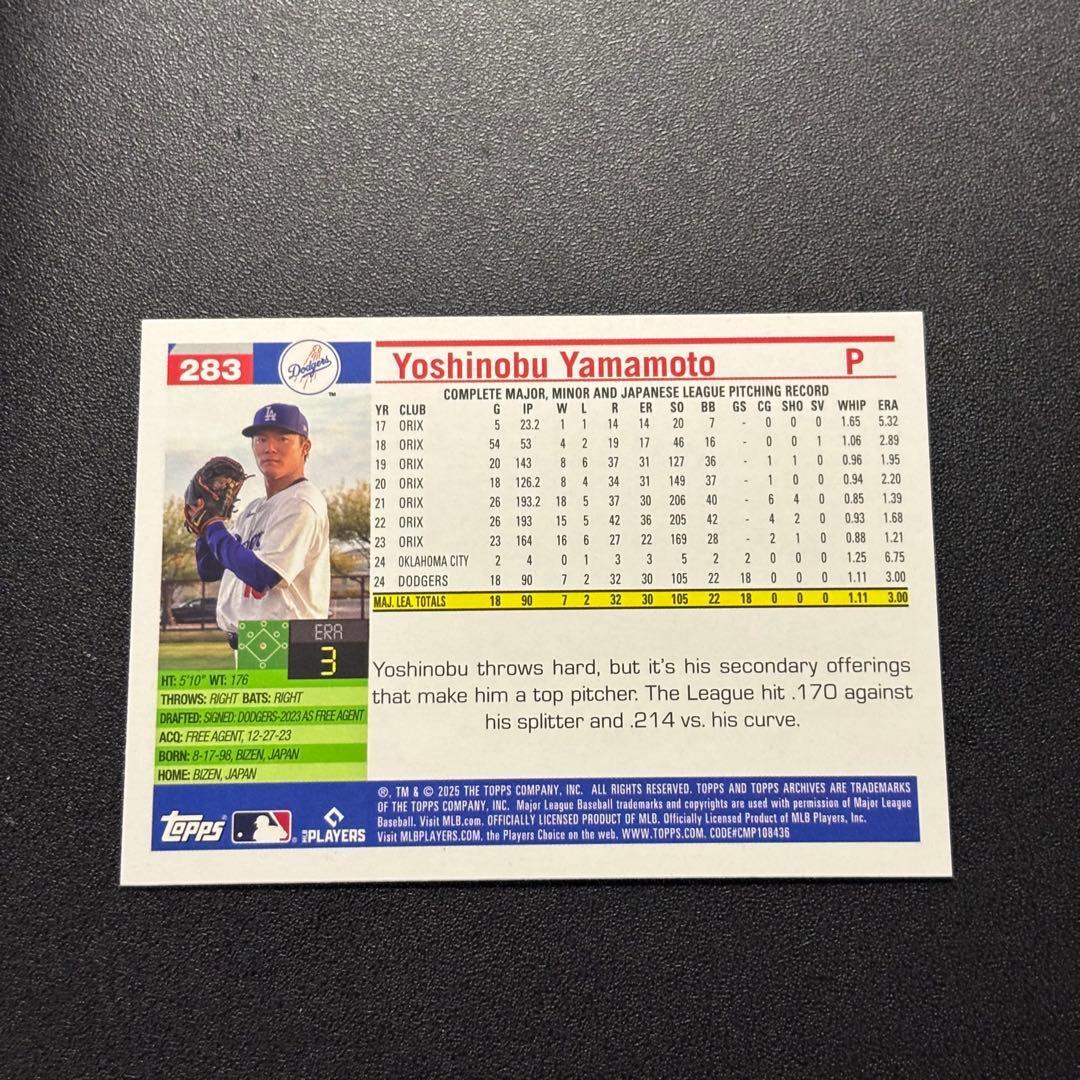 283
Dodgers
TM
Yoshinobu Yamamoto P
COMPLETE MAJOR, MINOR AND JAPANESE LEAGUE PITCHING RECORD
YR CLUB G IP W L R ER SO BB GS CG SHO SV WHIP ERA
17 ORIX 5 23.2 1 1 14 14 20 7 - 0 0 0 1.65 5.32
18 ORIX 54 53 4 2 19 17 46 16 - 0 0 1 1.06 2.89
19 ORIX 20 143 8 6 37 31 127 36 - 1 1 0 0.96 1.95
20 ORIX 18 126.2 8 4 34 31 149 37 - 1 0 0 0.94 2.20
21 ORIX 26 193.2 18 5 37 30 206 40 - 6 4 0 0.85 1.39
22 ORIX 26 193 15 5 42 36 205 42 - 4 2 0 0.93 1.68
23 ORIX 23 164 16 6 27 22 169 28 - 2 1 0 0.88 1.21
24 OKLAHOMA CITY 2 4 0 1 3 3 5 2 2 0 0 0 1.25 6.75
24 DODGERS 18 90 7 2 32 30 105 22 18 0 0 0 1.11 3.00
MAJ. LEA. TOTALS 18 90 7 2 32 30 105 22 18 0 0 0 1.11 3.00
LA
ERA
3
HT: 5'10" WT: 176
THROWS: RIGHT BATS: RIGHT
DRAFTED: SIGNED: DODGERS-2023 AS FREE AGENT
ACQ: FREE AGENT, 12-27-23
BORN: 8-17-98, BIZEN, JAPAN
HOME: BIZEN, JAPAN
Yoshinobu throws hard, but it's his secondary offerings
that make him a top pitcher. The League hit .170 against
his splitter and .214 vs. his curve.
topps
MLB PLAYERS
®, TM & © 2025 THE TOPPS COMPANY, INC. ALL RIGHTS RESERVED. TOPPS AND TOPPS ARCHIVES ARE TRADEMARKS
OF THE TOPPS COMPANY, INC. Major League Baseball trademarks and copyrights are used with permission of Major League
Baseball. Visit MLB.com. OFFICIALLY LICENSED PRODUCT OF MLB. Officially Licensed Product of MLB Players, Inc.
Visit MLBPLAYERS.COM, the Players Choice on the web. WWW.TOPPS.COM. CODE#CMP108436